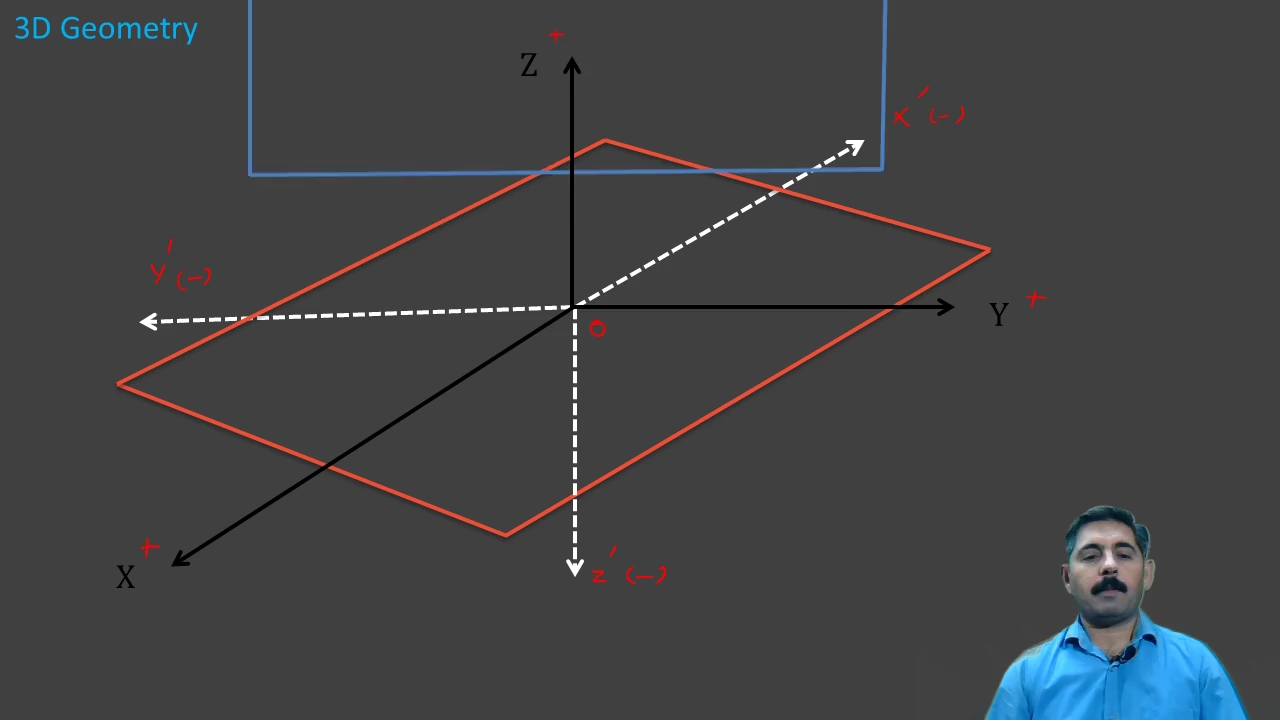 3D Geometry
+
Z
X' (-)
Y' (-)
O
Y +
+
X
z' (-)